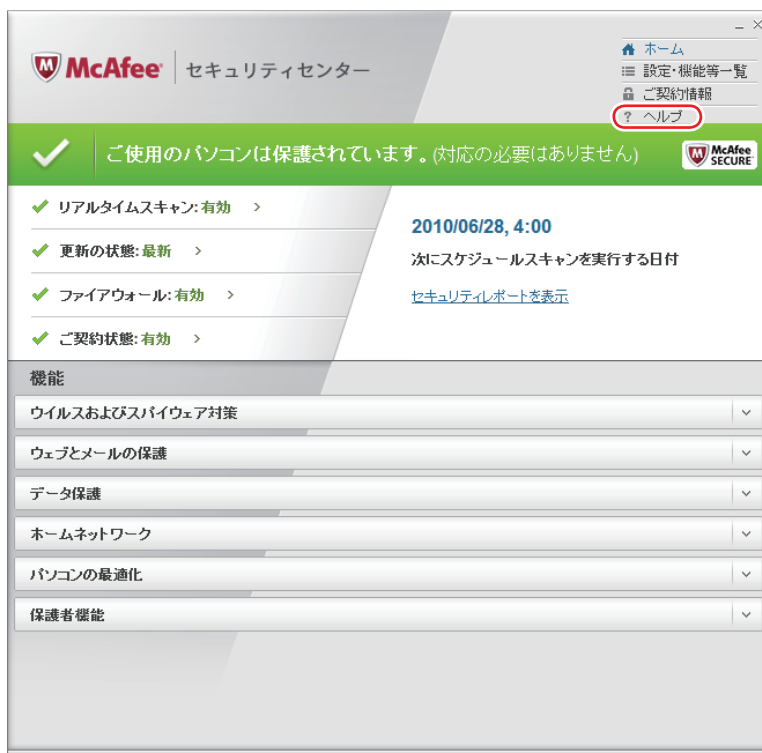 McAfee セキュリティセンター
ホーム
設定・機能等一覧
ご契約情報
? ヘルプ
ご使用のパソコンは保護されています。(対応の必要はありません)
McAfee SECURE
リアルタイムスキャン:有効
更新の状態:最新
ファイアウォール:有効
ご契約状態:有効
2010/06/28, 4:00
次にスケジュールスキャンを実行する日付
セキュリティレポートを表示
機能
ウイルスおよびスパイウェア対策
ウェブとメールの保護
データ保護
ホームネットワーク
パソコンの最適化
保護者機能